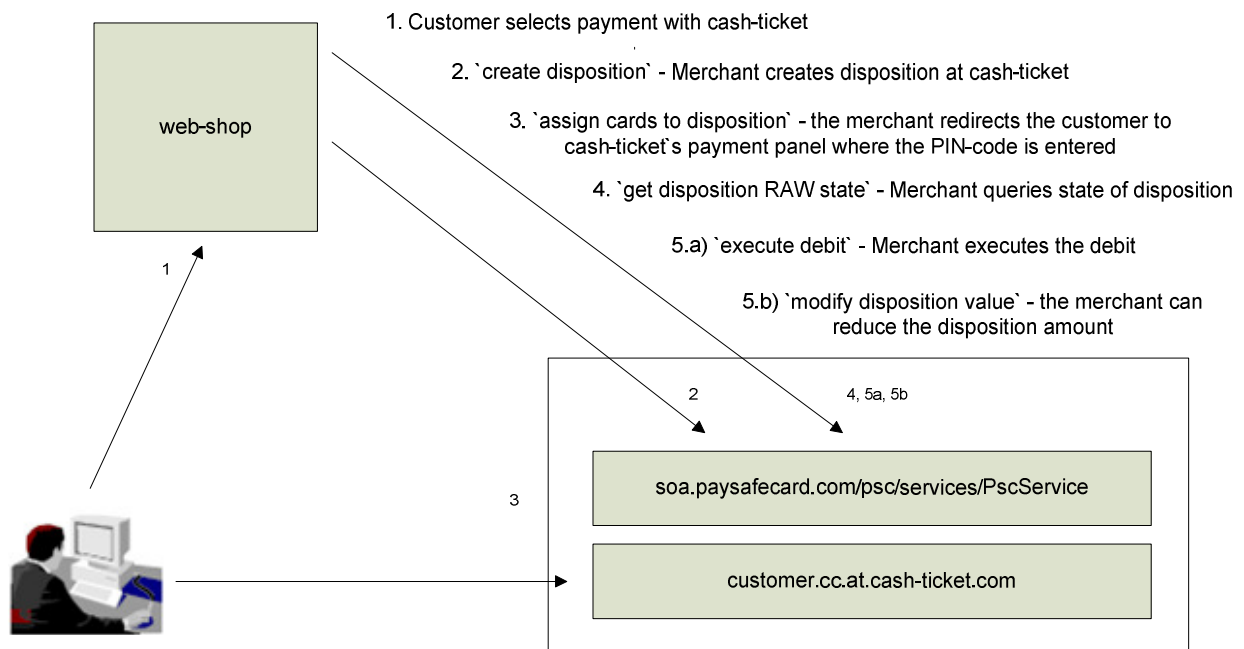 1. Customer selects payment with cash-ticket
2. `create disposition` - Merchant creates disposition at cash-ticket
web-shop
3. `assign cards to disposition` - the merchant redirects the customer to
cash-ticket`s payment panel where the PIN-code is entered
4. `get disposition RAW state` - Merchant queries state of disposition
5.a) `execute debit` - Merchant executes the debit
1
5.b) `modify disposition value` - the merchant can
reduce the disposition amount
2
4, 5a, 5b
soa.paysafecard.com/psc/services/PscService
3
customer.cc.at.cash-ticket.com